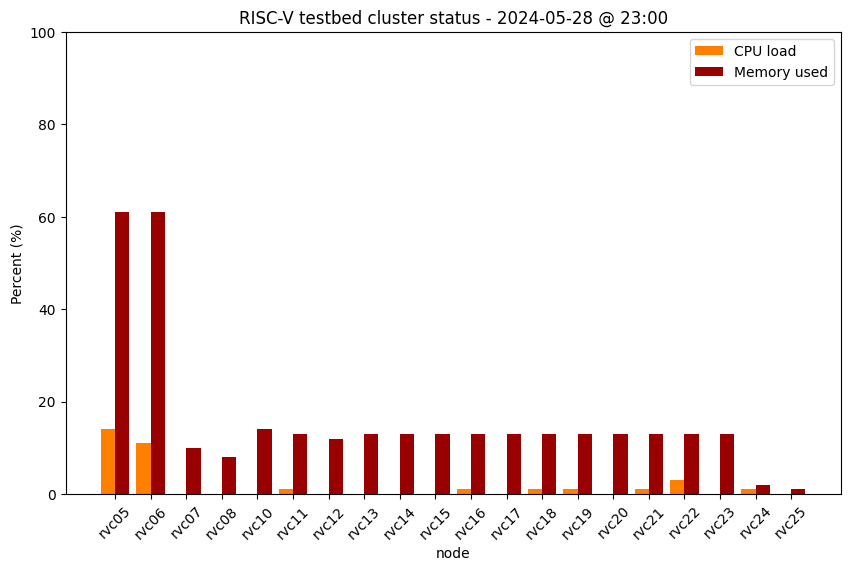 RISC-V testbed cluster status - 2024-05-28 @ 23:00
CPU load
Memory used
Percent (%)
100
80
60
40
20
0
rvc05
rvc06
rvc07
rvc08
rvc10
rvc11
rvc12
rvc13
rvc14
rvc15
rvc16
rvc17
rvc18
rvc19
rvc20
rvc21
rvc22
rvc23
rvc24
rvc25
node